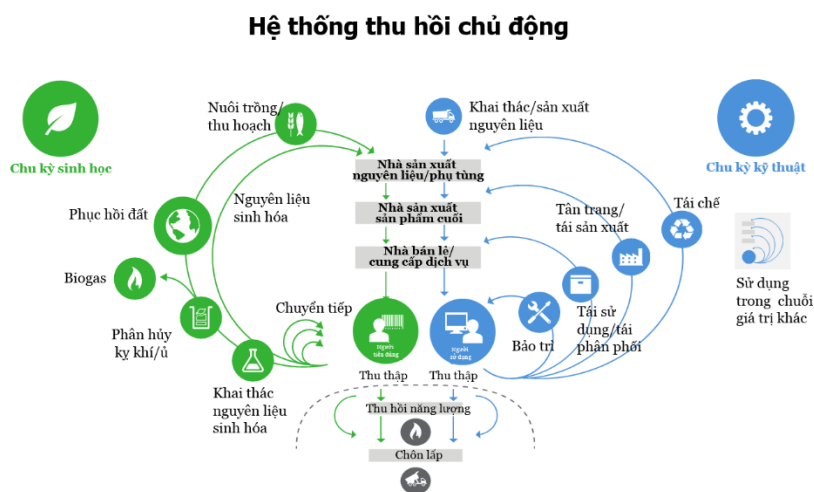 Hệ thống thu hồi chủ động
Nuôi trồng/
thu hoạch
Khai thác/sản xuất
nguyên liệu
Chu kỳ sinh học
Chu kỳ kỹ thuật
Nhà sản xuất
nguyên liệu/phụ tùng
Nguyên liệu
sinh hóa
Phục hồi đất
Nhà sản xuất
sản phẩm cuối
Tân trang/
tái sản xuất
Tái chế
Nhà bán lẻ/
cung cấp dịch vụ
Biogas
Sử dụng
trong chuỗi
giá trị khác
Chuyển tiếp
Phân hủy
kỵ khí/ủ
Người
tiêu dùng
Người
sử dụng
Bảo trì
Tái sử
dụng/tái
phân phối
Khai thác
nguyên liệu
sinh hóa
Thu thập
Thu thập
Thu hồi năng lượng
Chôn lấp